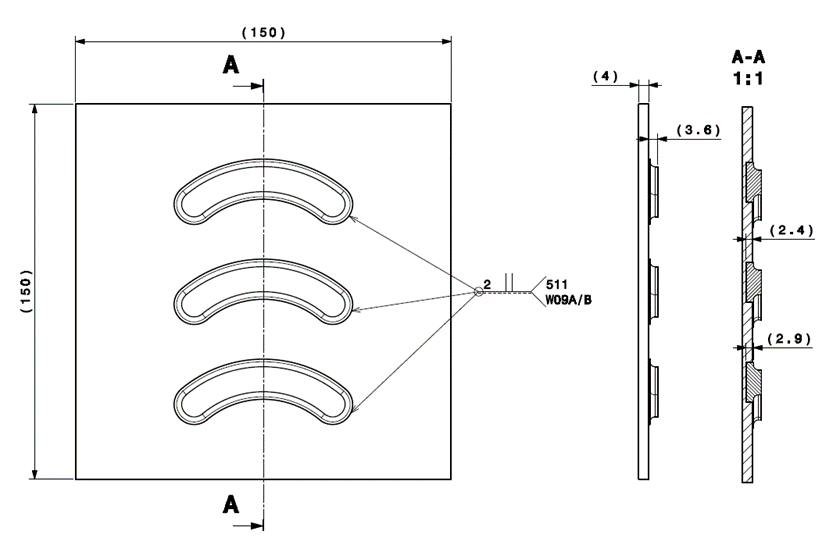 (150)
A
A-A
1:1
(4)
(3.6)
(150)
(2.4)
2
511
W09A/B
(2.9)
A